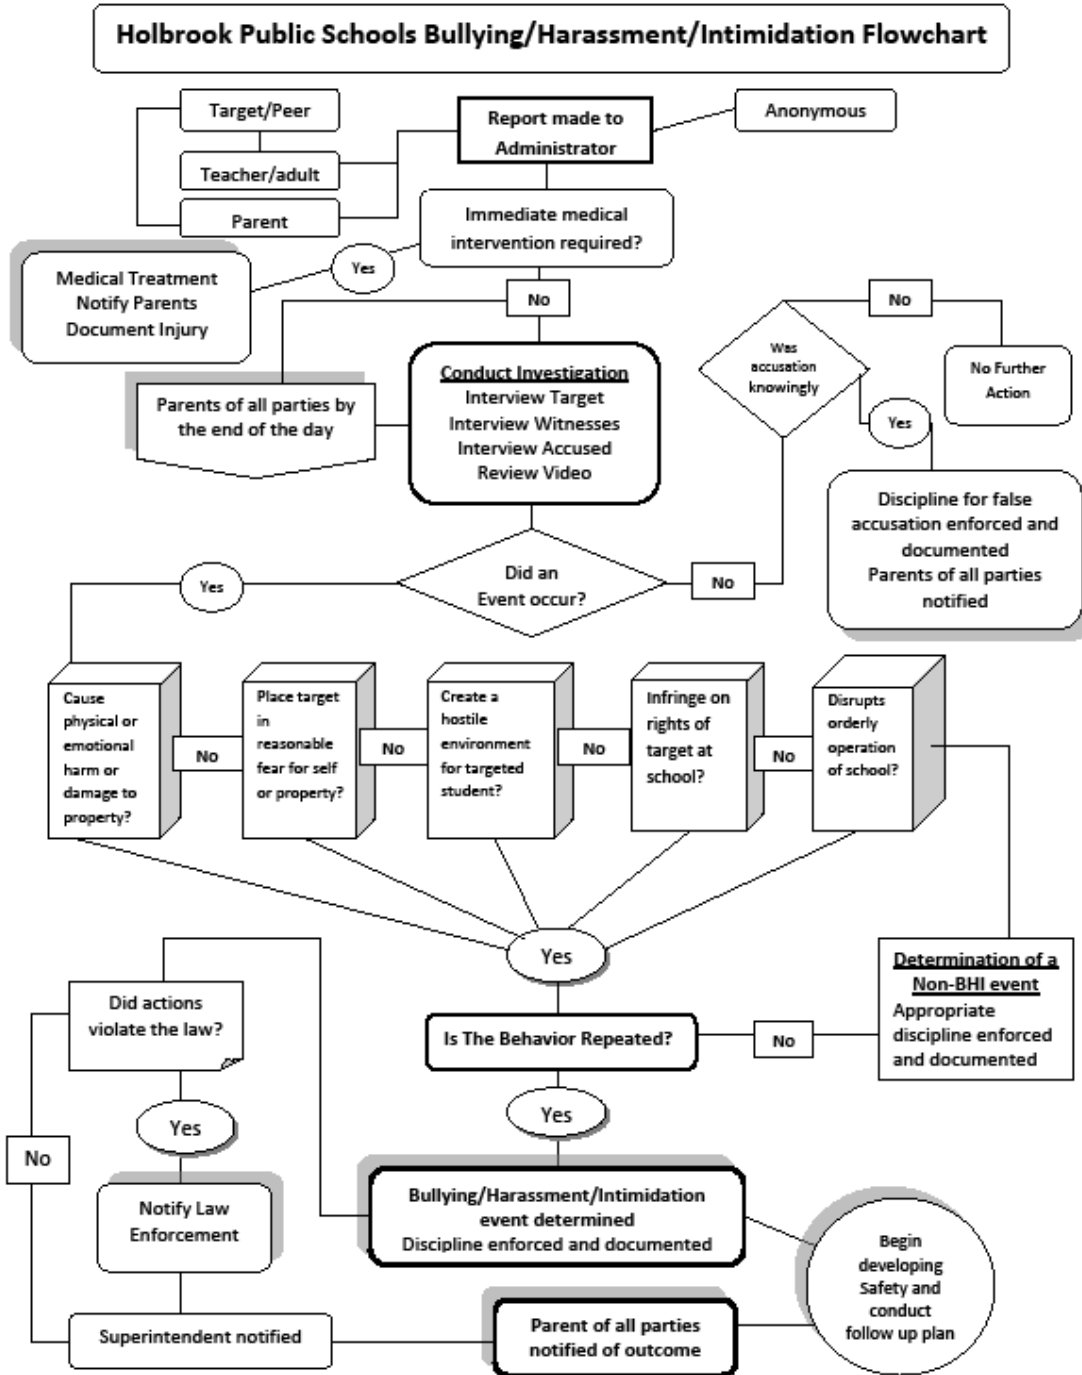 Holbrook Public Schools Bullying/Harassment/Intimidation Flowchart
Target/Peer
Teacher/adult
Parent
Report made to
Administrator
Anonymous
Immediate medical
intervention required?
Yes
Medical Treatment
Notify Parents
Document Injury
No
Parents of all parties by
the end of the day
Conduct Investigation
Interview Target
Interview Witnesses
Interview Accused
Review Video
Was
accusation
knowingly
No
No Further
Action
Yes
Discipline for false
accusation enforced and
documented
Parents of all parties
notified
Did an
Event occur?
No
Yes
Cause
physical or
emotional
harm or
damage to
property?
No
Place target
in
reasonable
fear for self
or property?
No
Create a
hostile
environment
for targeted
student?
No
Infringe on
rights of
target at
school?
No
Disrupts
orderly
operation
of school?
Yes
Determination of a
Non-BHI event
Appropriate
discipline enforced
and documented
No
Is The Behavior Repeated?
Yes
Bullying/Harassment/Intimidation
event determined
Discipline enforced and documented
Did actions
violate the law?
Yes
No
Notify Law
Enforcement
Superintendent notified
Parent of all parties
notified of outcome
Begin
developing
Safety and
conduct
follow up plan